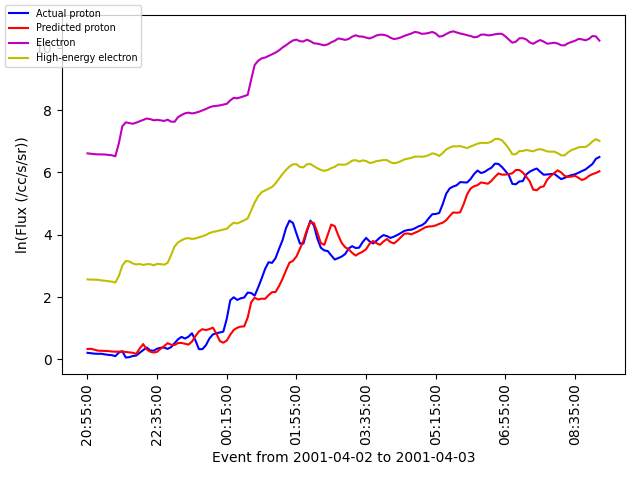 Actual proton
Predicted proton
Electron
High-energy electron
8
6
4
2
0
ln(Flux (/cc/s/sr))
20:55:00
22:35:00
00:15:00
01:55:00
03:35:00
05:15:00
06:55:00
08:35:00
Event from 2001-04-02 to 2001-04-03